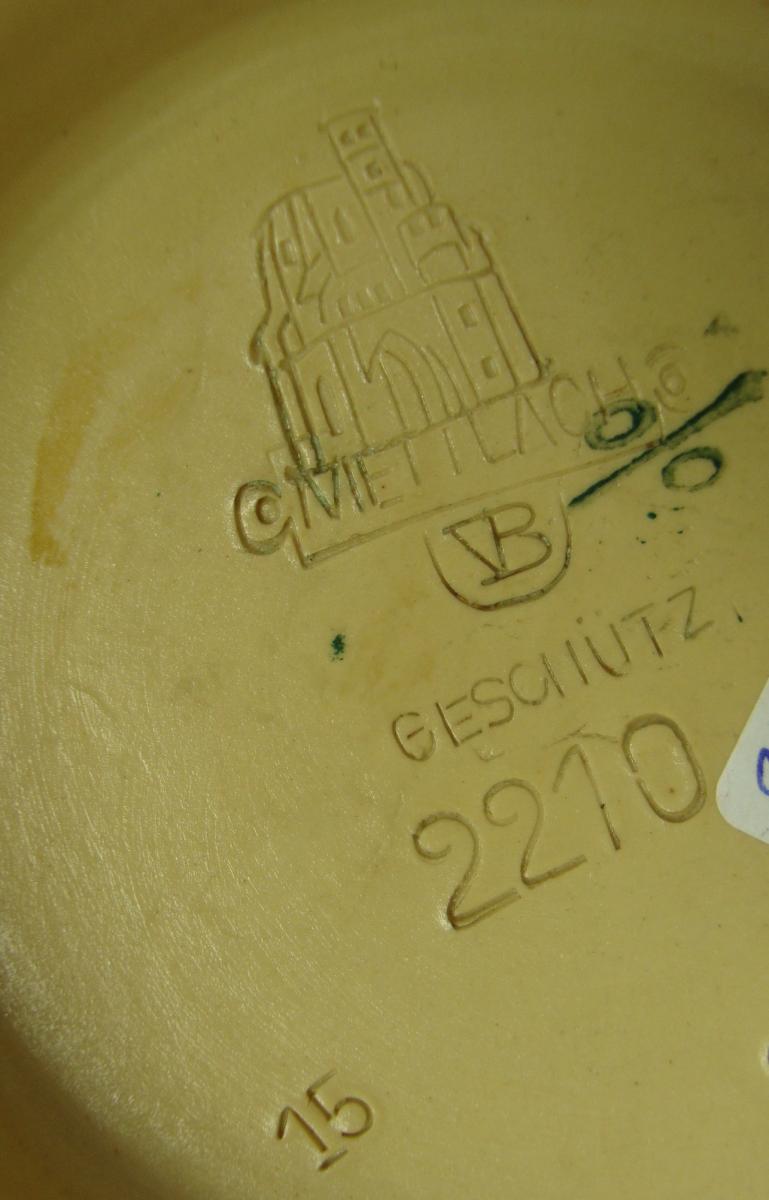 METTLACH
VB
GESCHÜTZ
2210
15